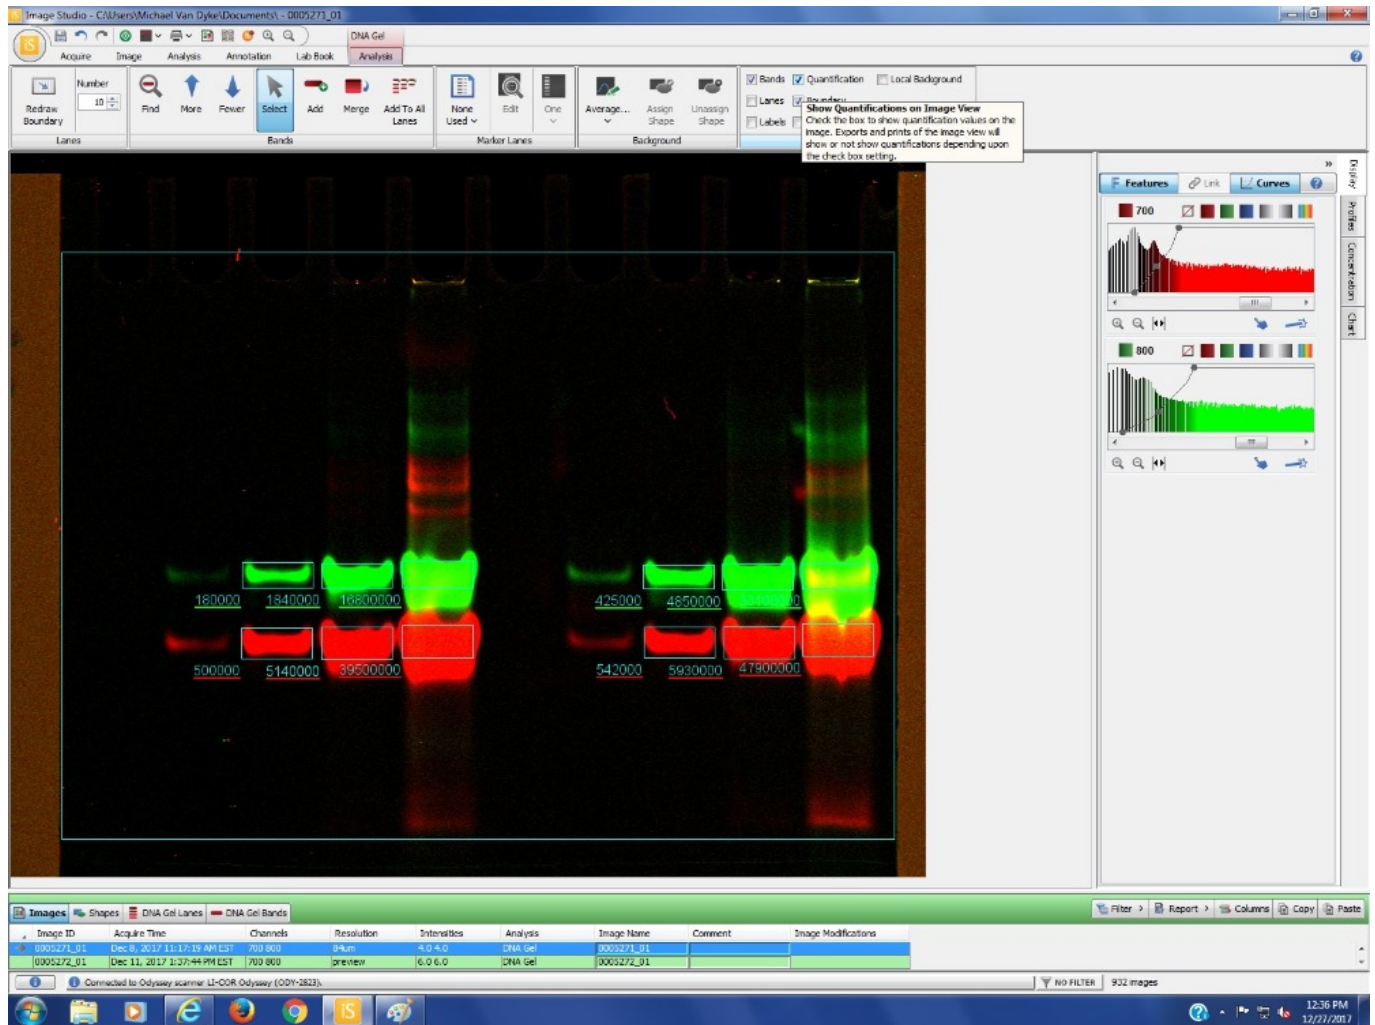 Image Studio - C:\Users\Michael Van Dyke\Documents\ - 0005271_01
DNA Gel
Acquire Image Analysis Annotation Lab Book Analysis
Number
10
Redraw Boundary
Find More Fewer Select Add Merge Add To All Lanes
None Used Edit One
Average... Assign Shape Unassign Shape
Bands Quantification Local Background
Lanes Boundary
Labels
Lanes Bands Marker Lanes Background
Show Quantifications on Image View
Check the box to show quantification values on the
image. Exports and prints of the image view will
show or not show quantifications depending upon
the check box setting.
Features Link Curves
Display
Profiles
Concentration
Chart
700
800
180000 1840000 16800000 425000 4850000
500000 5140000 39500000 542000 5930000 47900000
Images Shapes DNA Gel Lanes DNA Gel Bands Filter Report Columns Copy Paste
Image ID Acquire Time Channels Resolution Intensities Analysis Image Name Comment Image Modifications
0005271_01 Dec 8, 2017 11:17:19 AM EST 700 800 84um 4.0 4.0 DNA Gel 0005271_01
0005272_01 Dec 11, 2017 1:37:44 PM EST 700 800 preview 6.0 6.0 DNA Gel 0005272_01
Connected to Odyssey scanner LI-COR Odyssey (ODY-2823). NO FILTER 932 images
iS
12:36 PM
12/27/2017